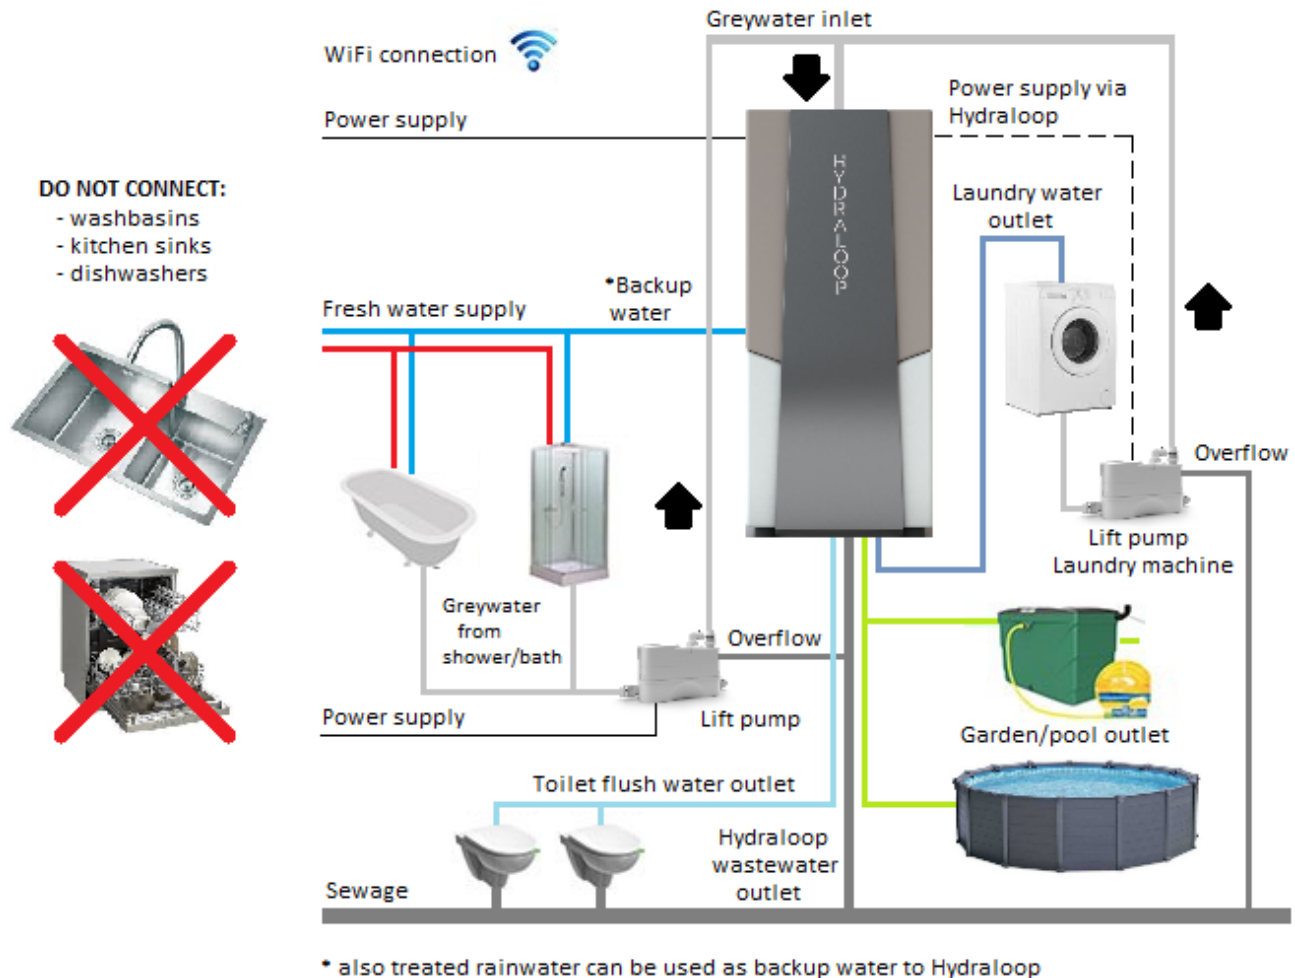 Greywater inlet
WiFi connection
Power supply via
Hydraloop
Power supply
HYDRALOOP
DO NOT CONNECT:
- washbasins
- kitchen sinks
- dishwashers
Laundry water
outlet
*Backup
water
Fresh water supply
Overflow
Lift pump
Laundry machine
Greywater
from
shower/bath
Overflow
Power supply
Lift pump
Garden/pool outlet
Toilet flush water outlet
Hydraloop
wastewater
outlet
Sewage
* also treated rainwater can be used as backup water to Hydraloop